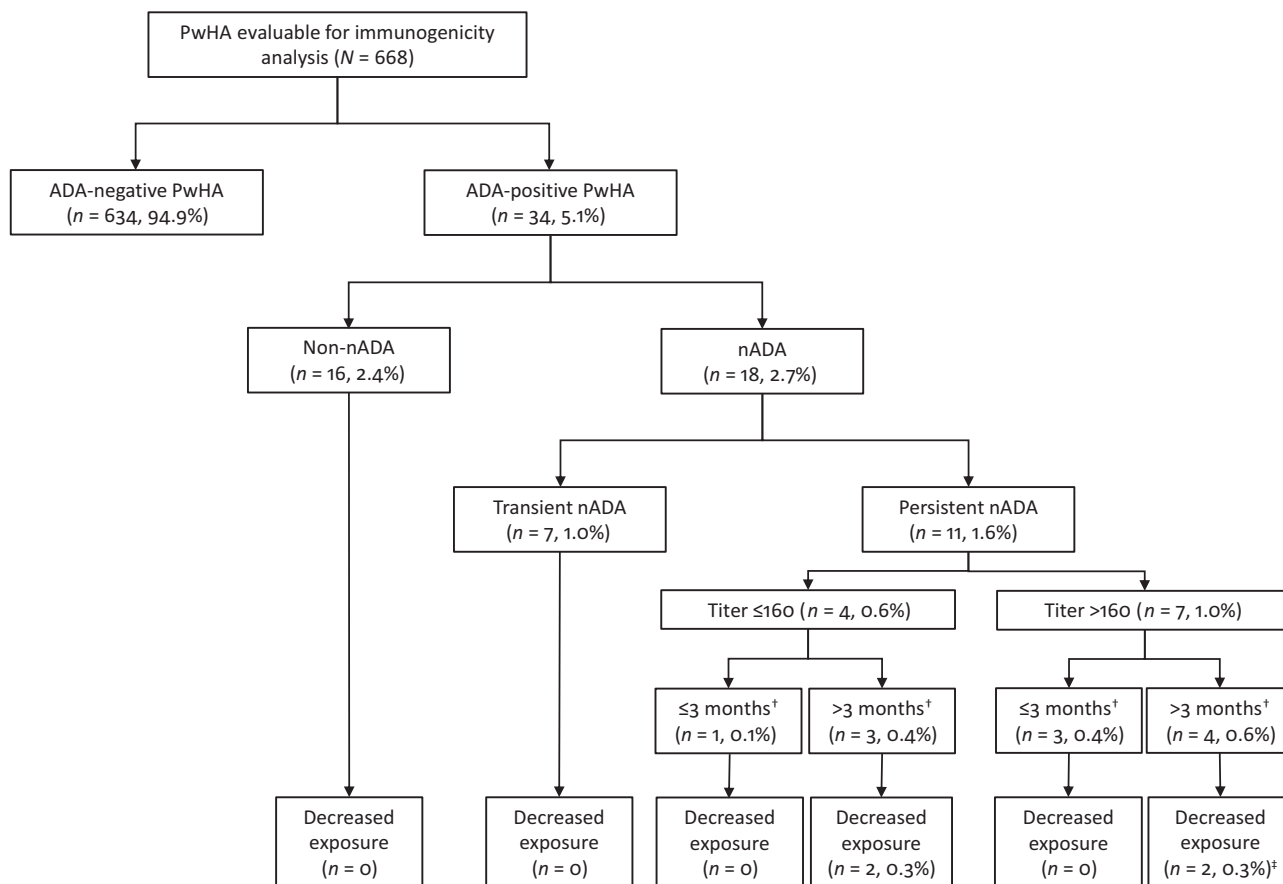 PwHA evaluable for immunogenicity
analysis (N = 668)
ADA-negative PwHA
(n = 634, 94.9%)
ADA-positive PwHA
(n = 34, 5.1%)
Non-nADA
(n = 16, 2.4%)
nADA
(n = 18, 2.7%)
Transient nADA
(n = 7, 1.0%)
Persistent nADA
(n = 11, 1.6%)
Titer ≤160 (n = 4, 0.6%)
Titer >160 (n = 7, 1.0%)
≤3 months†
(n = 1, 0.1%)
>3 months†
(n = 3, 0.4%)
≤3 months†
(n = 3, 0.4%)
>3 months†
(n = 4, 0.6%)
Decreased
exposure
(n = 0)
Decreased
exposure
(n = 0)
Decreased
exposure
(n = 0)
Decreased
exposure
(n = 2, 0.3%)
Decreased
exposure
(n = 0)
Decreased
exposure
(n = 2, 0.3%)‡